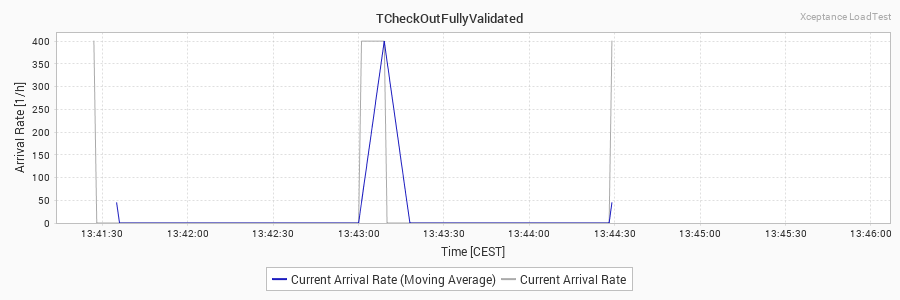 TCheckOutFullyValidated
Xceptance LoadTest
Arrival Rate [1/h]
400
350
300
250
200
150
100
50
0
13:41:30 13:42:00 13:42:30 13:43:00 13:43:30 13:44:00 13:44:30 13:45:00 13:45:30 13:46:00
Time [CEST]
Current Arrival Rate (Moving Average) Current Arrival Rate